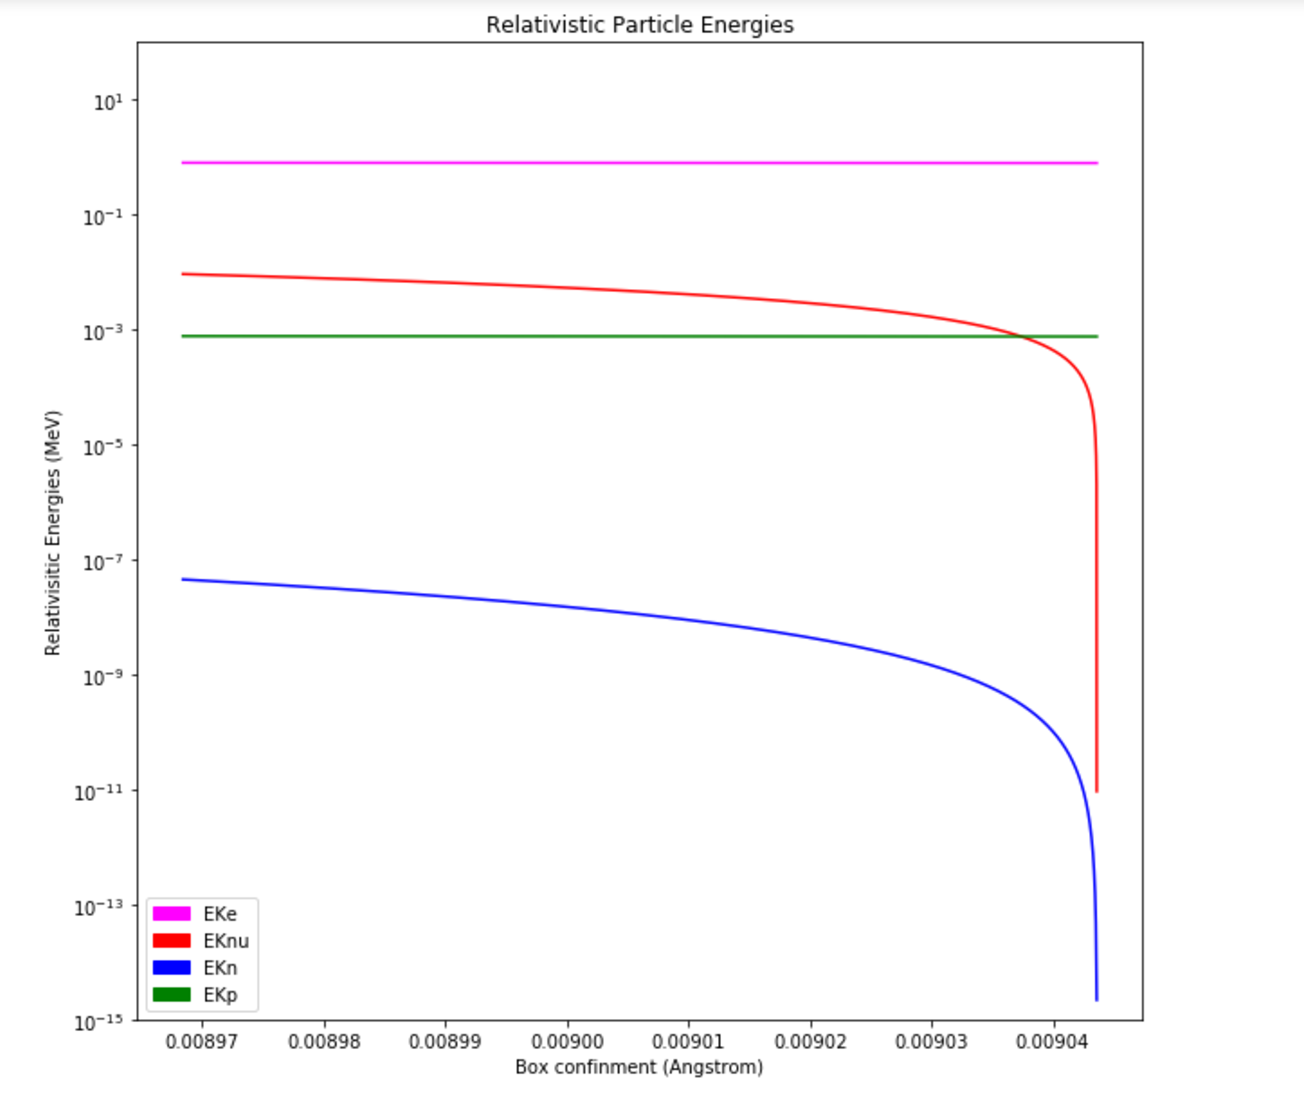 Relativistic Particle Energies
Relativisitic Energies (MeV)
10¹
10⁻¹
10⁻³
10⁻⁵
10⁻⁷
10⁻⁹
10⁻¹¹
10⁻¹³
10⁻¹⁵
EKe
EKnu
EKn
EKp
0.00897 0.00898 0.00899 0.00900 0.00901 0.00902 0.00903 0.00904
Box confinment (Angstrom)